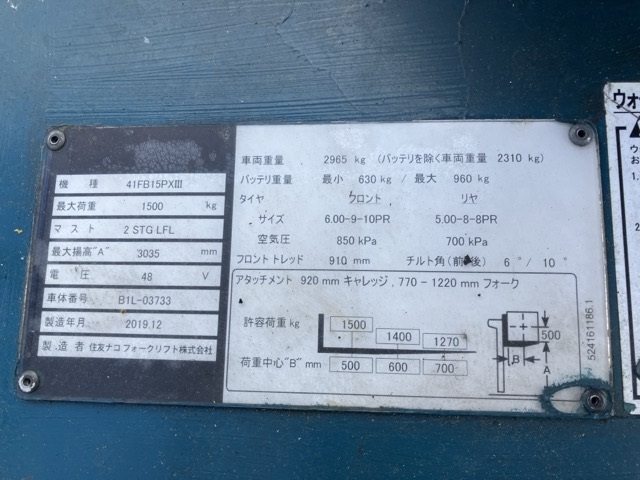 機 種 41FB15PXIII
最大荷重 1500 kg
マ ス ト 2 STG LFL
最大揚高"A" 3035 mm
電 圧 48 V
車体番号 B1L-03733
製造年月 2019.12
製 造 者 住友ナコ フォークリフト株式会社
車両重量 2965 kg (バッテリを除く車両重量 2310 kg)
バッテリ重量 最小 630 kg / 最大 960 kg
タイヤ フロント リヤ
サイズ 6.00-9-10PR 5.00-8-8PR
空気圧 850 kPa 700 kPa
フロント トレッド 910 mm チルト角(前/後) 6 °/ 10 °
アタッチメント 920 mm キャレッジ, 770 - 1220 mm フォーク
許容荷重 kg 1500 1400 1270
荷重中心"B" mm 500 600 700
500
B
A
524161186.1
ウォ
ウ
1.
2